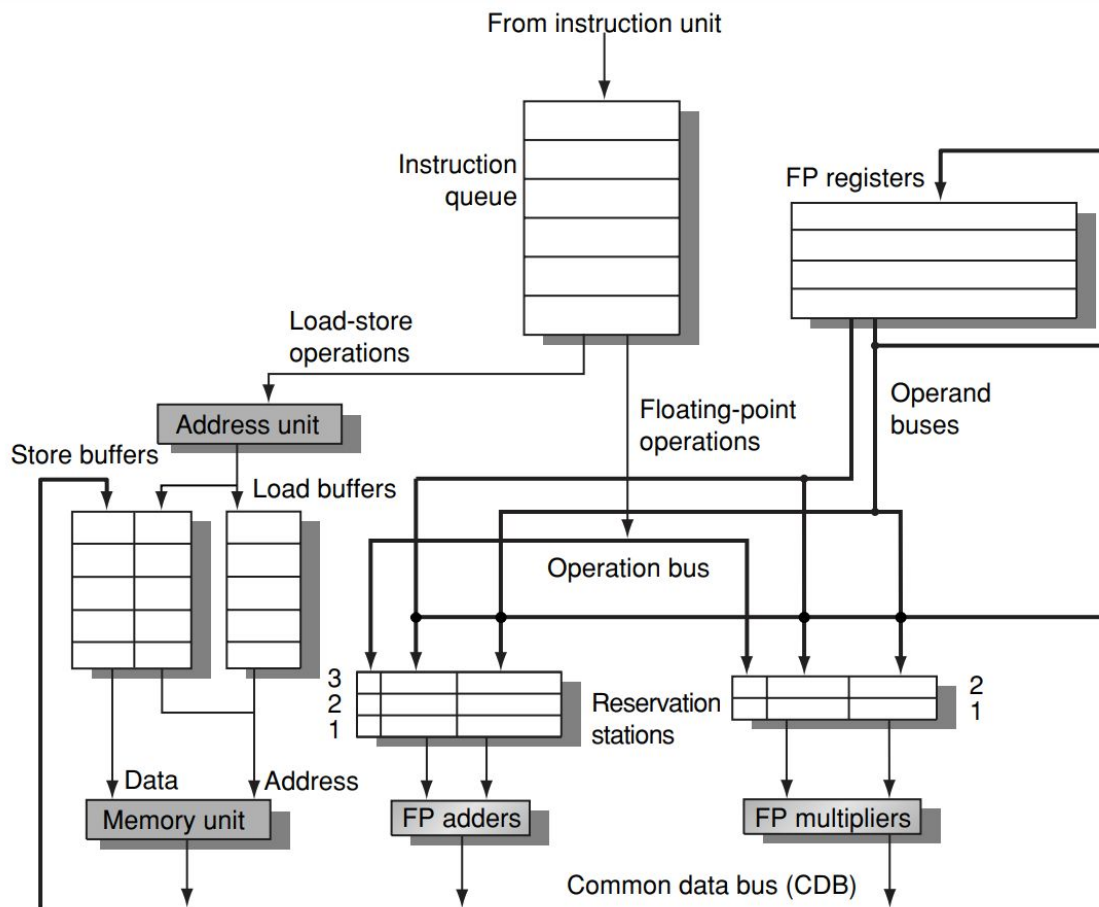 From instruction unit
Instruction
queue
FP registers
Load-store
operations
Address unit
Floating-point
operations
Operand
buses
Store buffers
Load buffers
Operation bus
3
2
1
Reservation
stations
2
1
Data
Address
Memory unit
FP adders
FP multipliers
Common data bus (CDB)